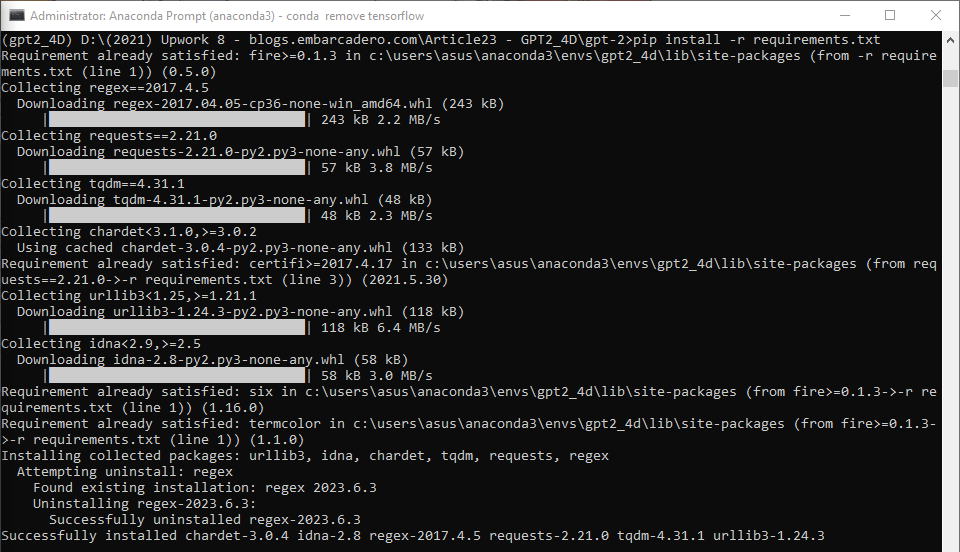 Administrator: Anaconda Prompt (anaconda3) - conda  remove tensorflow
(gpt2_4D) D:\(2021) Upwork 8 - blogs.embarcadero.com\Article23 - GPT2_4D\gpt-2>pip install -r requirements.txt
Requirement already satisfied: fire>=0.1.3 in c:\users\asus\anaconda3\envs\gpt2_4d\lib\site-packages (from -r require
ments.txt (line 1)) (0.5.0)
Collecting regex==2017.4.5
  Downloading regex-2017.04.05-cp36-none-win_amd64.whl (243 kB)
     |████████████████████████████████| 243 kB 2.2 MB/s
Collecting requests==2.21.0
  Downloading requests-2.21.0-py2.py3-none-any.whl (57 kB)
     |████████████████████████████████| 57 kB 3.8 MB/s
Collecting tqdm==4.31.1
  Downloading tqdm-4.31.1-py2.py3-none-any.whl (48 kB)
     |████████████████████████████████| 48 kB 2.3 MB/s
Collecting chardet<3.1.0,>=3.0.2
  Using cached chardet-3.0.4-py2.py3-none-any.whl (133 kB)
Requirement already satisfied: certifi>=2017.4.17 in c:\users\asus\anaconda3\envs\gpt2_4d\lib\site-packages (from req
uests==2.21.0->-r requirements.txt (line 3)) (2021.5.30)
Collecting urllib3<1.25,>=1.21.1
  Downloading urllib3-1.24.3-py2.py3-none-any.whl (118 kB)
     |████████████████████████████████| 118 kB 6.4 MB/s
Collecting idna<2.9,>=2.5
  Downloading idna-2.8-py2.py3-none-any.whl (58 kB)
     |████████████████████████████████| 58 kB 3.0 MB/s
Requirement already satisfied: six in c:\users\asus\anaconda3\envs\gpt2_4d\lib\site-packages (from fire>=0.1.3->-r re
quirements.txt (line 1)) (1.16.0)
Requirement already satisfied: termcolor in c:\users\asus\anaconda3\envs\gpt2_4d\lib\site-packages (from fire>=0.1.3-
>-r requirements.txt (line 1)) (1.1.0)
Installing collected packages: urllib3, idna, chardet, tqdm, requests, regex
  Attempting uninstall: regex
    Found existing installation: regex 2023.6.3
    Uninstalling regex-2023.6.3:
      Successfully uninstalled regex-2023.6.3
Successfully installed chardet-3.0.4 idna-2.8 regex-2017.4.5 requests-2.21.0 tqdm-4.31.1 urllib3-1.24.3